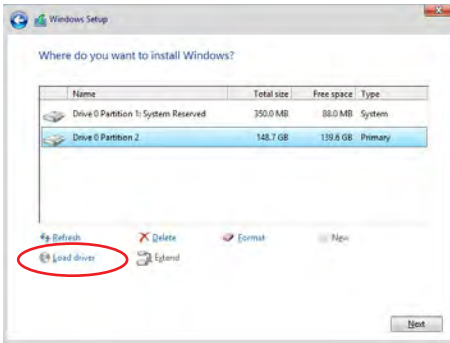 Windows Setup
Where do you want to install Windows?
Name Total size Free space Type
Drive 0 Partition 1: System Reserved 350.0 MB 88.0 MB System
Drive 0 Partition 2 148.7 GB 139.6 GB Primary
Refresh Delete Format New
Load driver Extend
Next